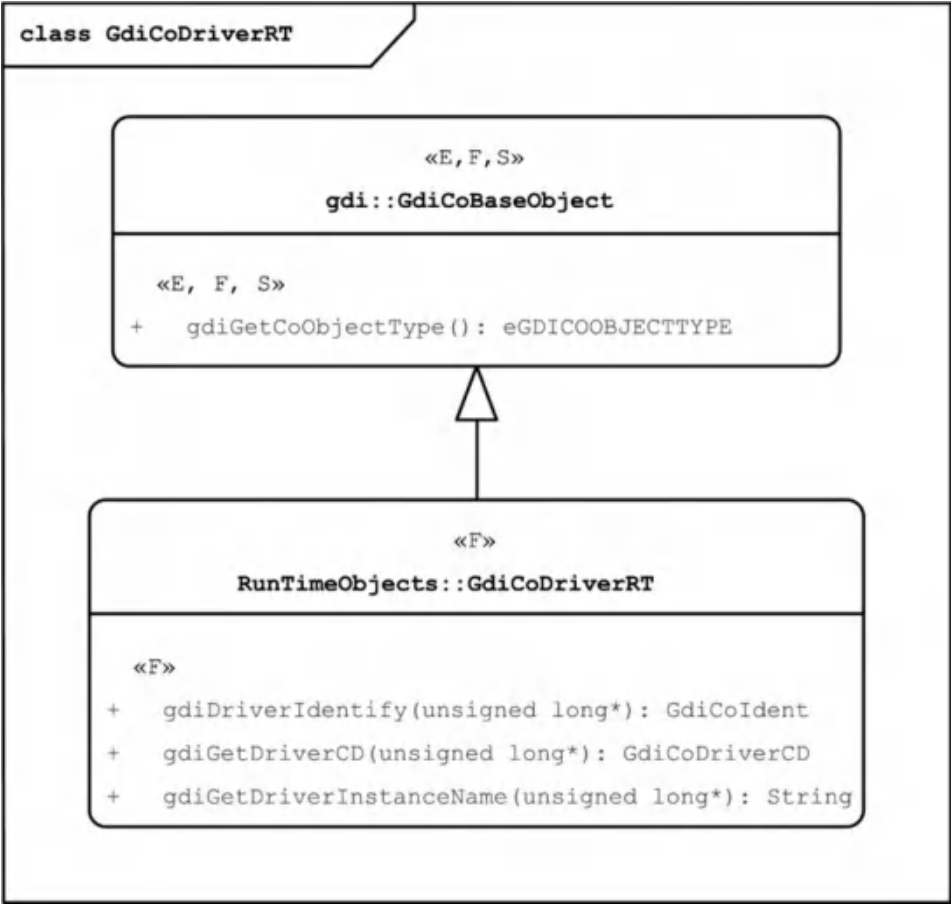 class GdiCoDriverRT
«E,F,S»
gdi::GdiCoBaseObject
«E, F, S»
+ gdiGetCoObjectType(): eGDICOOBJECTTYPE
«F»
RunTimeObjects::GdiCoDriverRT
«F»
+ gdiDriverIdentify(unsigned long*): GdiCoIdent
+ gdiGetDriverCD(unsigned long*): GdiCoDriverCD
+ gdiGetDriverInstanceName(unsigned long*): String